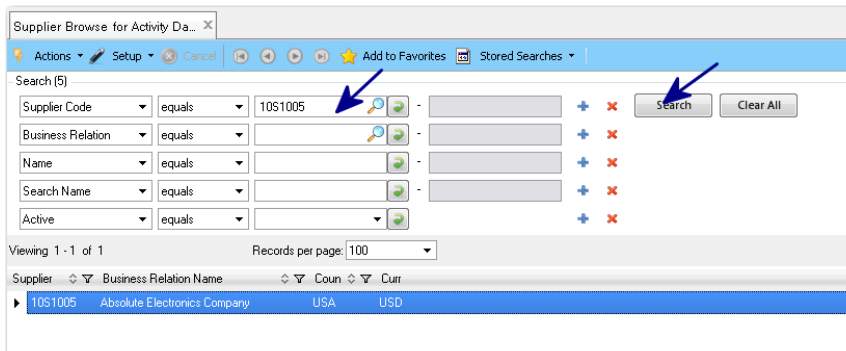 Supplier Browse for Activity Da...
Actions Setup Cancel Add to Favorites Stored Searches
Search (5)
Supplier Code equals 10S1005 - Search Clear All
Business Relation equals -
Name equals -
Search Name equals -
Active equals
Viewing 1 - 1 of 1 Records per page: 100
Supplier Business Relation Name Coun Curr
10S1005 Absolute Electronics Company USA USD